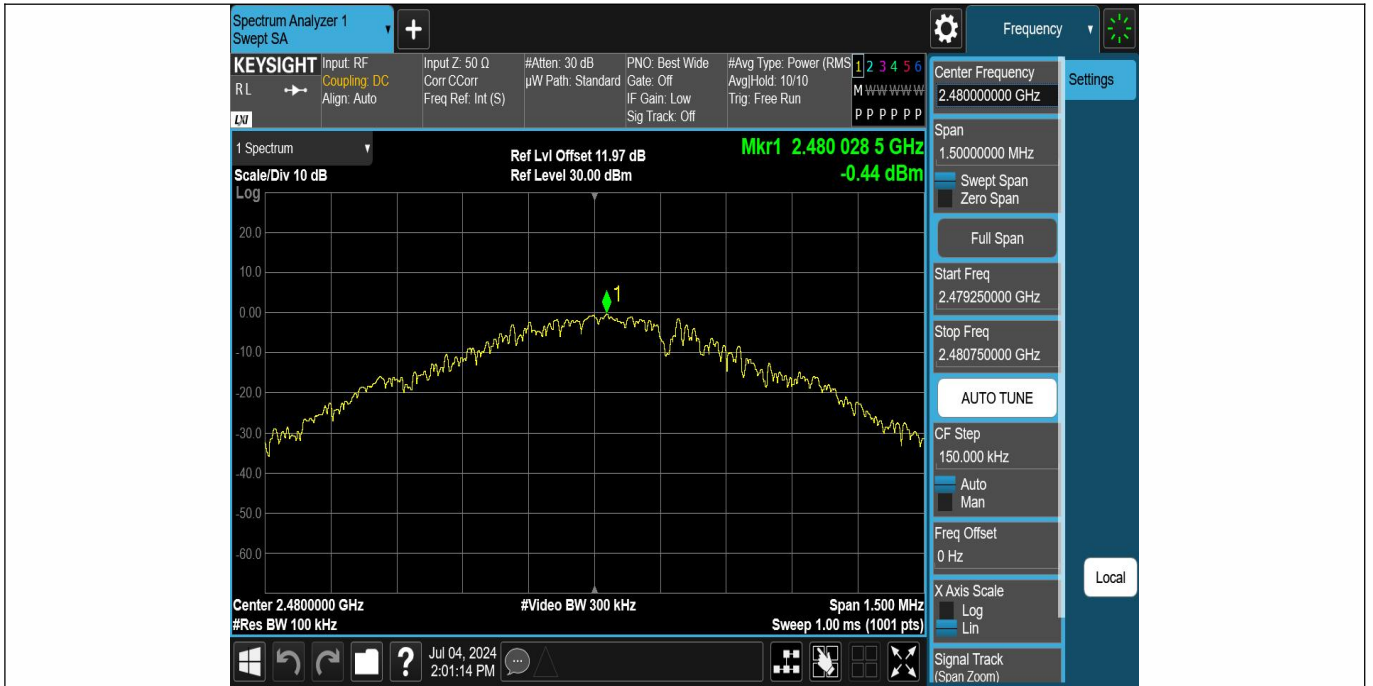 Spectrum Analyzer 1
Swept SA
+
Frequency
KEYSIGHT
R L
LXI
Input: RF
Coupling: DC
Align: Auto
Input Z: 50 Ω
Corr CCorr
Freq Ref: Int (S)
#Atten: 30 dB
µW Path: Standard
PNO: Best Wide
Gate: Off
IF Gain: Low
Sig Track: Off
#Avg Type: Power (RMS
Avg|Hold: 10/10
Trig: Free Run
1 2 3 4 5 6
M W W W W W
P P P P P P
1 Spectrum
Scale/Div 10 dB
Ref Lvl Offset 11.97 dB
Ref Level 30.00 dBm
Mkr1 2.480 028 5 GHz
-0.44 dBm
Log
20.0
10.0
0.00
-10.0
-20.0
-30.0
-40.0
-50.0
-60.0
1
Center 2.4800000 GHz
#Res BW 100 kHz
#Video BW 300 kHz
Span 1.500 MHz
Sweep 1.00 ms (1001 pts)
Center Frequency
2.480000000 GHz
Settings
Span
1.50000000 MHz
Swept Span
Zero Span
Full Span
Start Freq
2.479250000 GHz
Stop Freq
2.480750000 GHz
AUTO TUNE
CF Step
150.000 kHz
Auto
Man
Freq Offset
0 Hz
X Axis Scale
Log
Lin
Local
Signal Track
(Span Zoom)
?
Jul 04, 2024
2:01:14 PM